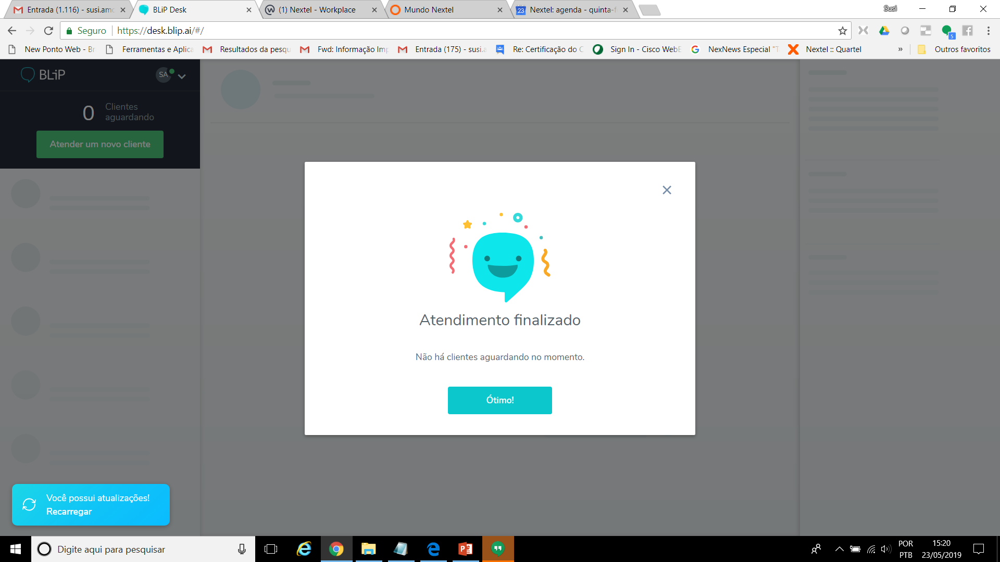 Entrada (1.116) - susi.amo
BLiP Desk
(1) Nextel - Workplace
Mundo Nextel
23
Nextel: agenda - quinta-f
Susi
Seguro
https://desk.blip.ai/#/
5
New Ponto Web - Br
Ferramentas e Aplica
Resultados da pesqu
Fwd: Informação Imp
Entrada (175) - susi.a
Re: Certificação do C
Sign In - Cisco WebE
NexNews Especial "T
Nextel :: Quartel
»
Outros favoritos
BLiP
SA
0
Clientes
aguardando
Atender um novo cliente
Atendimento finalizado
Não há clientes aguardando no momento.
Ótimo!
Você possui atualizações!
Recarregar
Digite aqui para pesquisar
POR
PTB
15:20
23/05/2019